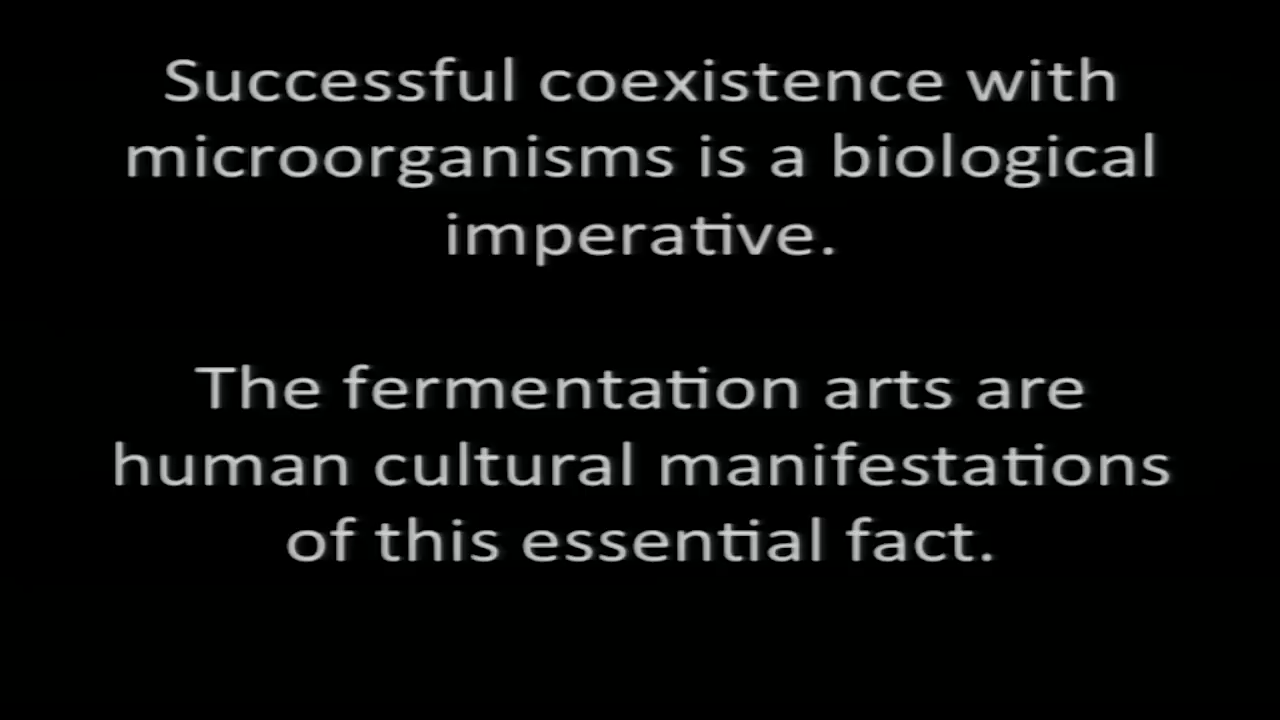 Successful coexistence with
microorganisms is a biological
imperative.
The fermentation arts are
human cultural manifestations
of this essential fact.